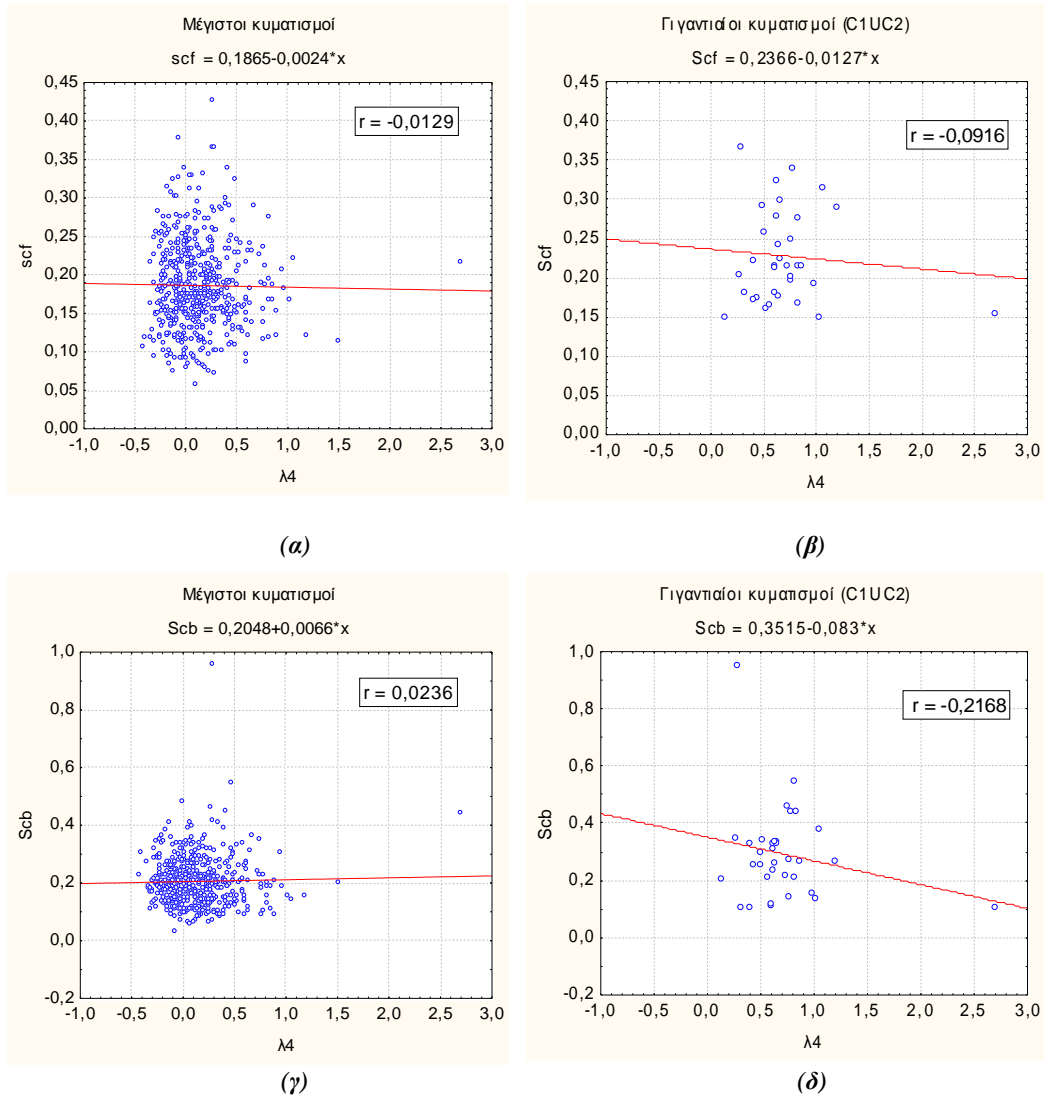 Μέγιστοι κυματισμοί
scf = 0,1865-0,0024*x
r = -0,0129
0,45
0,40
0,35
0,30
0,25
0,20
0,15
0,10
0,05
0,00
scf
-1,0 -0,5 0,0 0,5 1,0 1,5 2,0 2,5 3,0
λ4
(α)
Γιγαντιαίοι κυματισμοί (C1UC2)
Scf = 0,2366-0,0127*x
r = -0,0916
0,45
0,40
0,35
0,30
0,25
0,20
0,15
0,10
0,05
0,00
Scf
-1,0 -0,5 0,0 0,5 1,0 1,5 2,0 2,5 3,0
λ4
(β)
Μέγιστοι κυματισμοί
Scb = 0,2048+0,0066*x
r = 0,0236
1,0
0,8
0,6
0,4
0,2
0,0
-0,2
Scb
-1,0 -0,5 0,0 0,5 1,0 1,5 2,0 2,5 3,0
λ4
(γ)
Γιγαντιαίοι κυματισμοί (C1UC2)
Scb = 0,3515-0,083*x
r = -0,2168
1,0
0,8
0,6
0,4
0,2
0,0
-0,2
Scb
-1,0 -0,5 0,0 0,5 1,0 1,5 2,0 2,5 3,0
λ4
(δ)